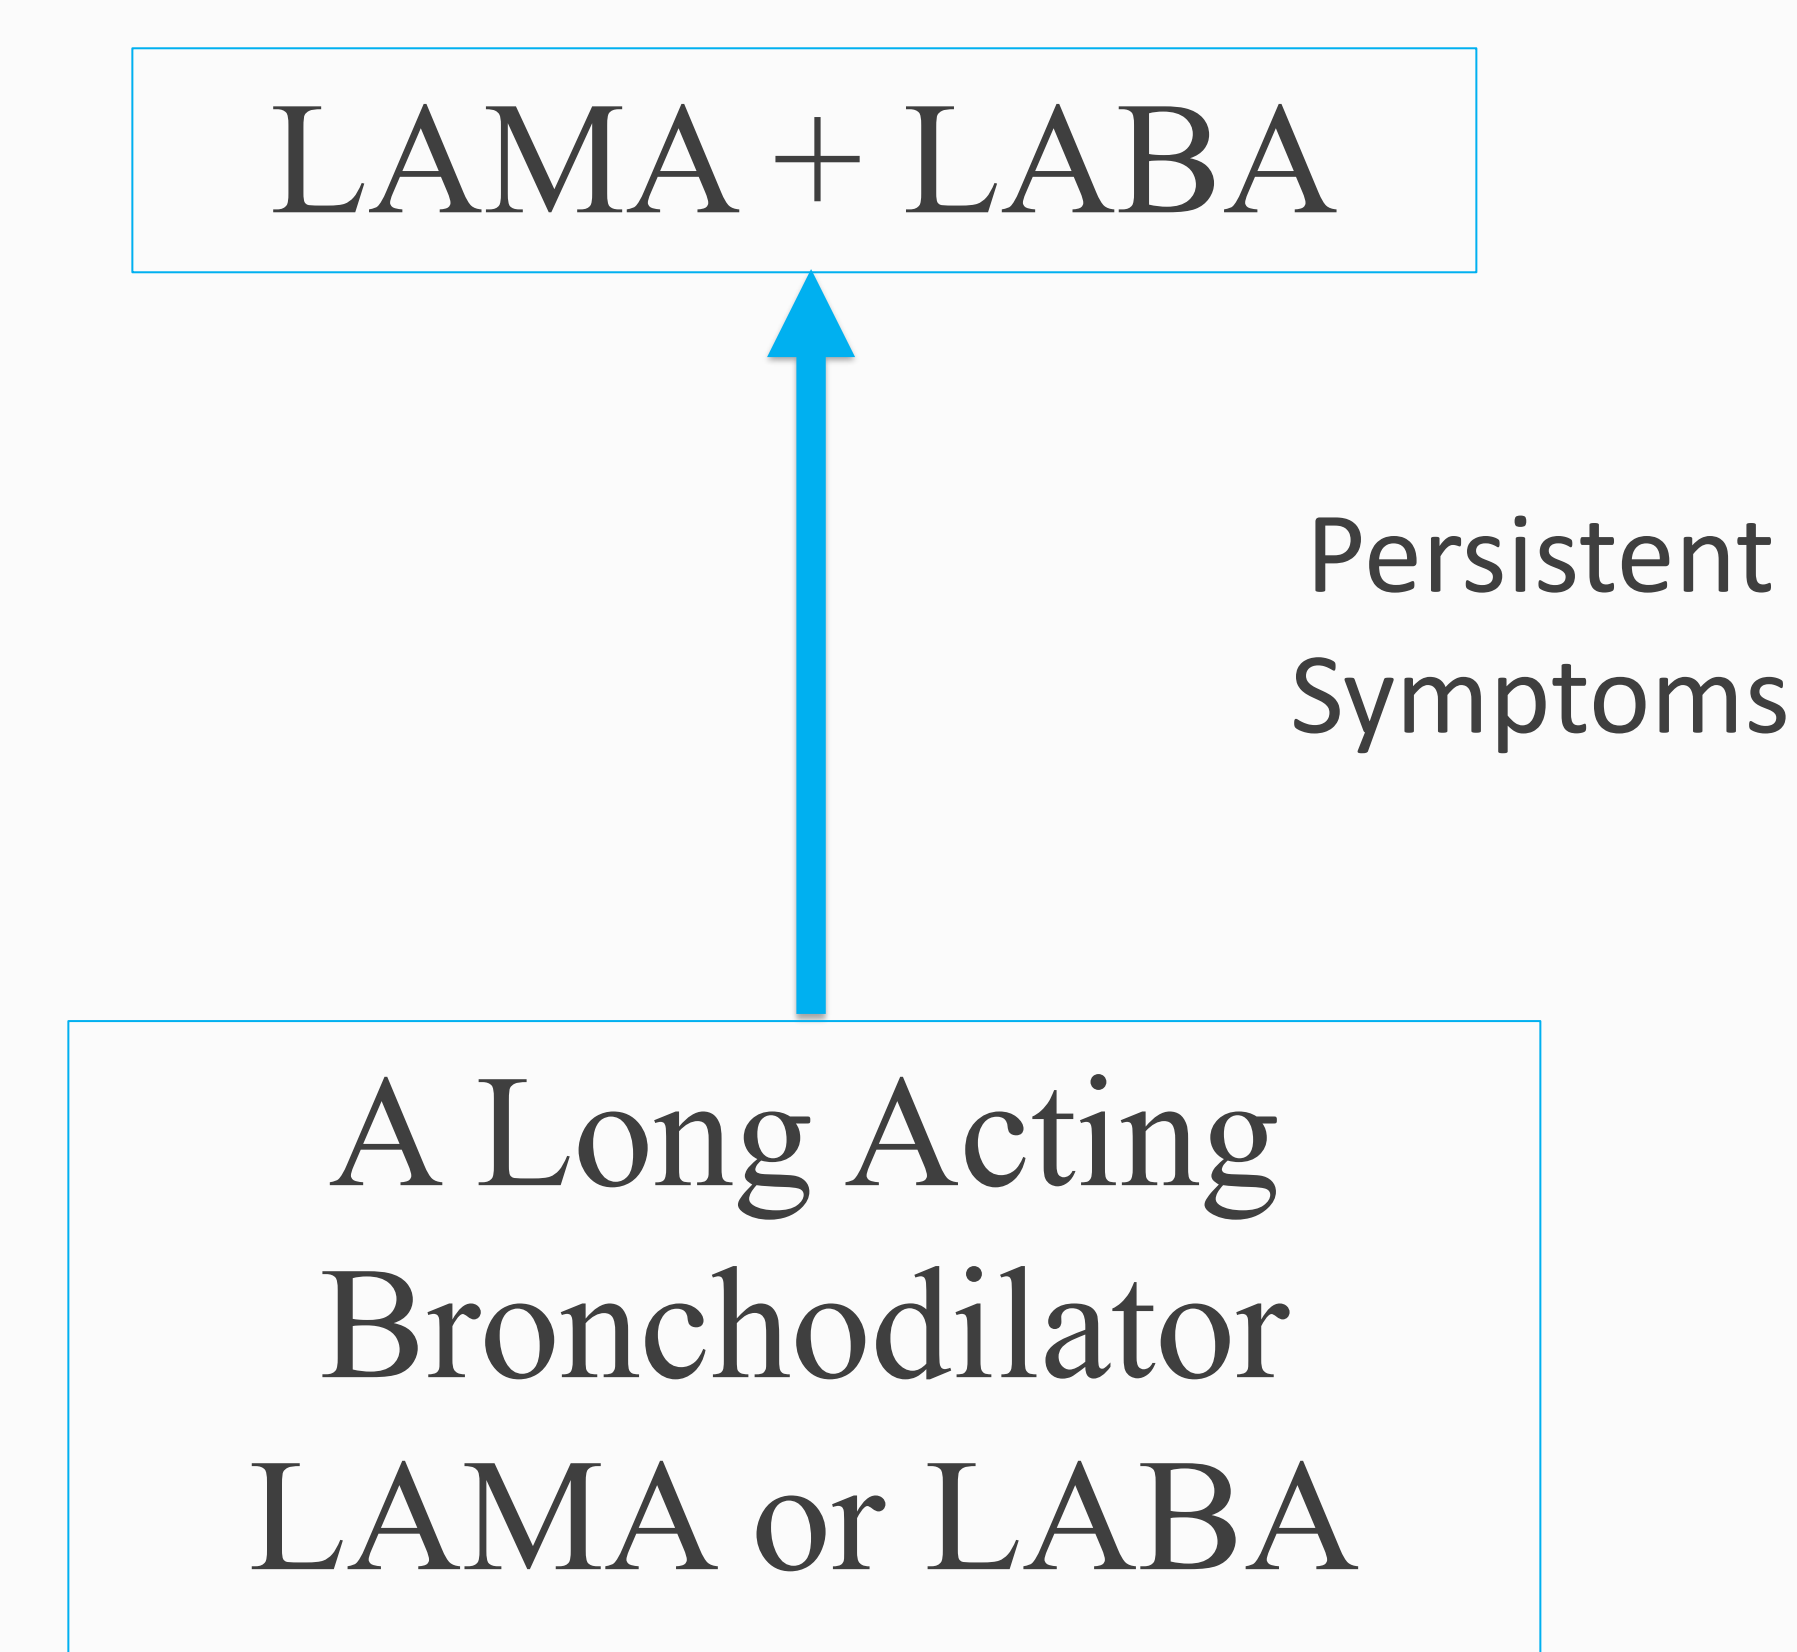 LAMA + LABA
Persistent
Symptoms
A Long Acting
Bronchodilator
LAMA or LABA